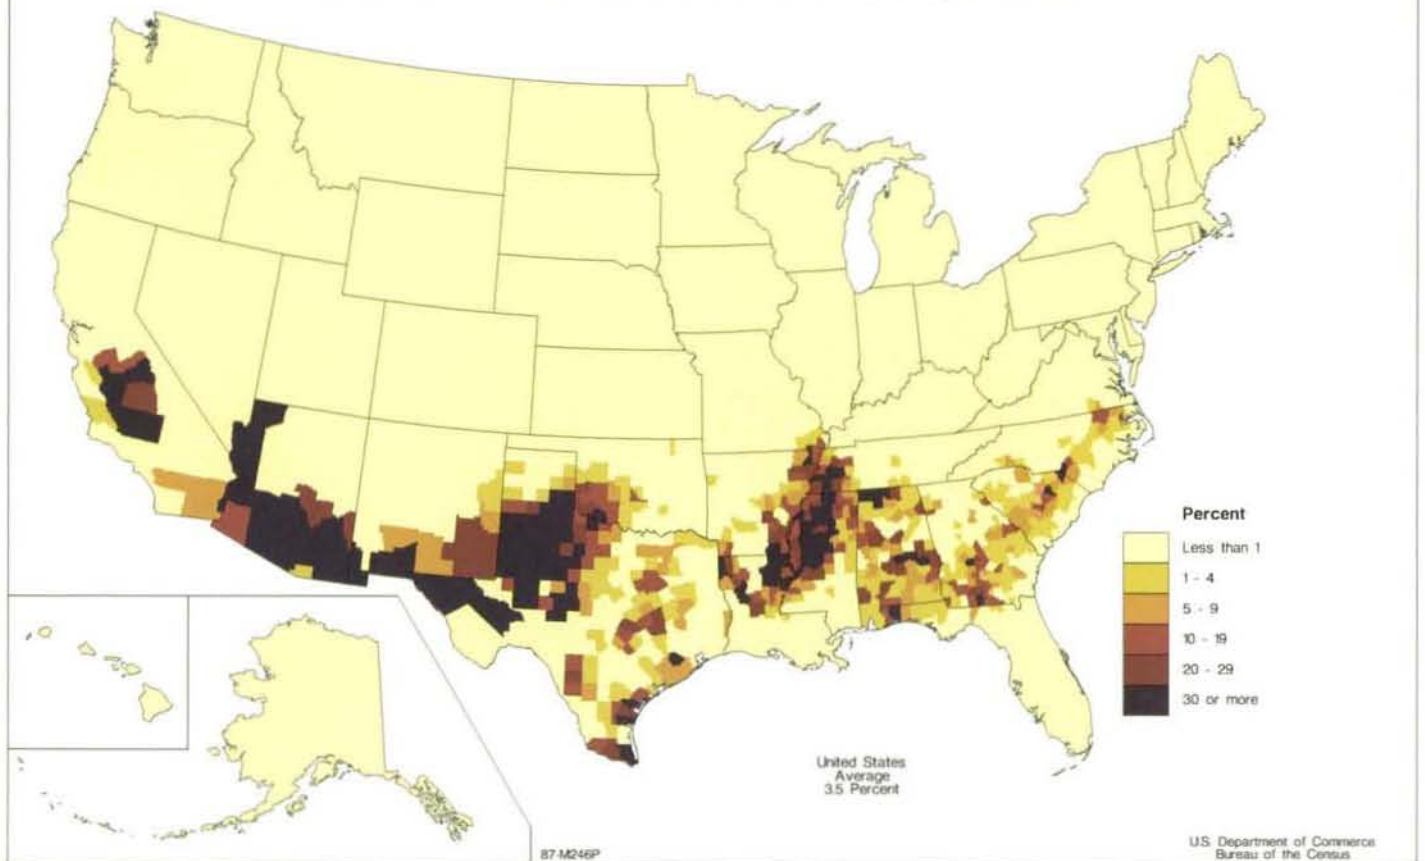 Percent
Less than 1
1 - 4
5 - 9
10 - 19
20 - 29
30 or more
United States
Average
3.5 Percent
87-M246P
U.S. Department of Commerce
Bureau of the Census